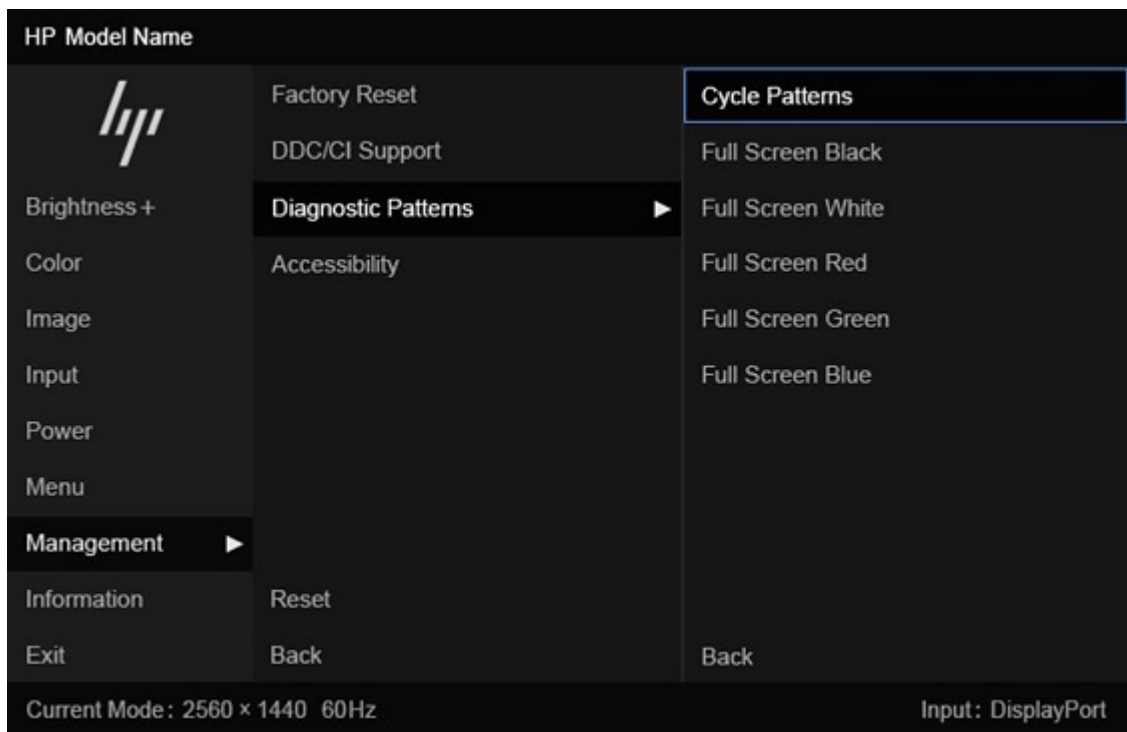 HP Model Name
hp
Factory Reset
Cycle Patterns
DDC/CI Support
Full Screen Black
Brightness +
Diagnostic Patterns
Full Screen White
Color
Accessibility
Full Screen Red
Image
Full Screen Green
Input
Full Screen Blue
Power
Menu
Management
Information
Reset
Exit
Back
Back
Current Mode: 2560 × 1440 60Hz
Input: DisplayPort